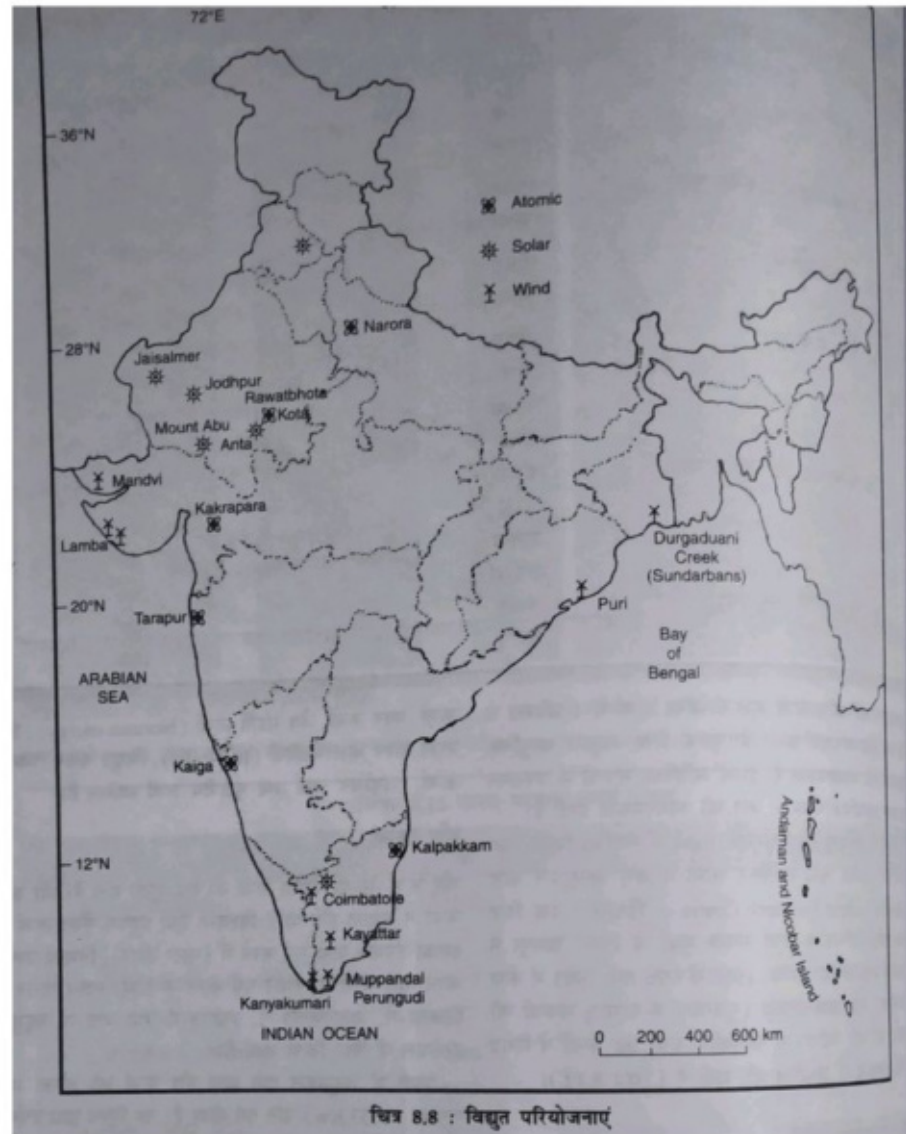 72°E
36°N
Atomic
Solar
Wind
Narora
28°N
Jaisalmer
Jodhpur
Rawatbhota
Kota
Mount Abu
Anta
Mandvi
Kakrapara
Lamba
Durgaduani
Creek
(Sundarbans)
20°N
Puri
Tarapur
Bay
of
Bengal
ARABIAN
SEA
Kaiga
Andaman and Nicobar Island
12°N
Kalpakkam
Coimbatore
Kayattar
Muppandal
Perungudi
Kanyakumari
INDIAN OCEAN
0 200 400 600 km
चित्र 8.8 : विद्युत परियोजनाएं